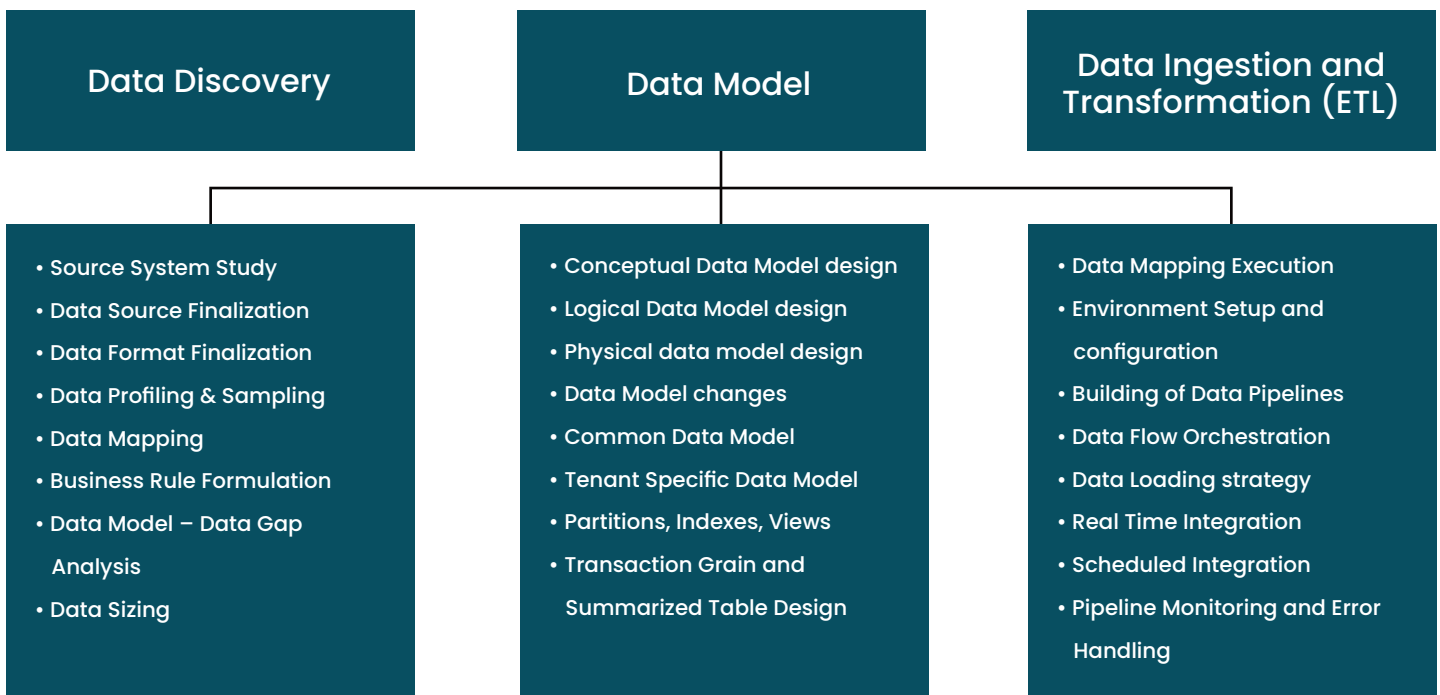 Data Discovery
Data Model
Data Ingestion and
Transformation (ETL)
• Source System Study
• Data Source Finalization
• Data Format Finalization
• Data Profiling & Sampling
• Data Mapping
• Business Rule Formulation
• Data Model – Data Gap
Analysis
• Data Sizing
• Conceptual Data Model design
• Logical Data Model design
• Physical data model design
• Data Model changes
• Common Data Model
• Tenant Specific Data Model
• Partitions, Indexes, Views
• Transaction Grain and
Summarized Table Design
• Data Mapping Execution
• Environment Setup and
configuration
• Building of Data Pipelines
• Data Flow Orchestration
• Data Loading strategy
• Real Time Integration
• Scheduled Integration
• Pipeline Monitoring and Error
Handling